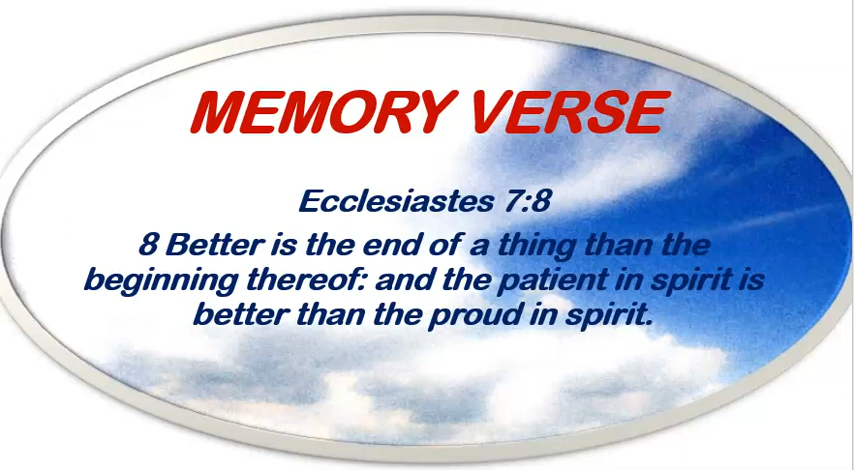 MEMORY VERSE
Ecclesiastes 7:8
8 Better is the end of a thing than the
beginning thereof: and the patient in spirit is
better than the proud in spirit.